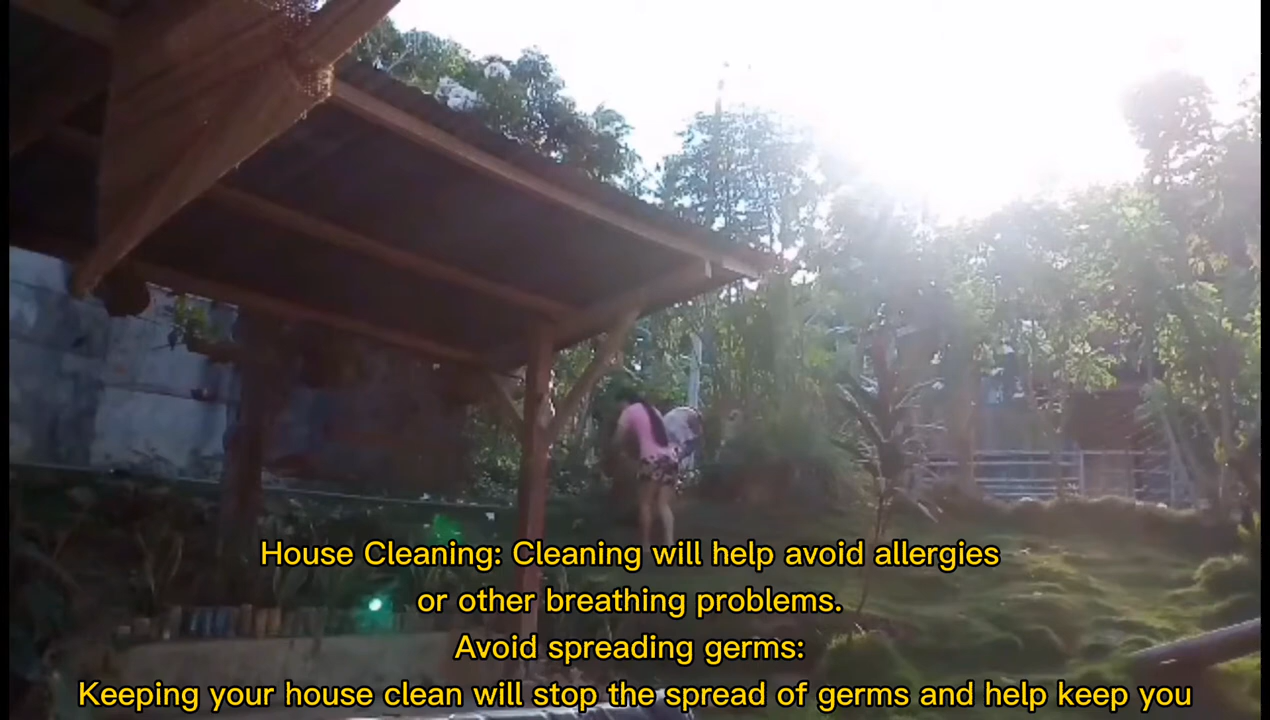 House Cleaning: Cleaning will help avoid allergies
or other breathing problems.
Avoid spreading germs:
Keeping your house clean will stop the spread of germs and help keep you